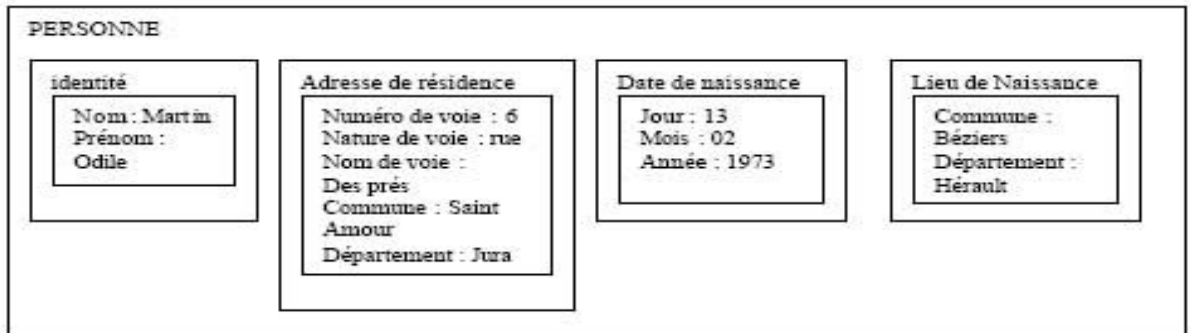 PERSONNE
identité
Nom : Martin
Prénom :
Odile
Adresse de résidence
Numéro de voie : 6
Nature de voie : rue
Nom de voie :
Des prés
Commune : Saint
Amour
Département : Jura
Date de naissance
Jour : 13
Mois : 02
Année : 1973
Lieu de Naissance
Commune :
Béziers
Département :
Hérault